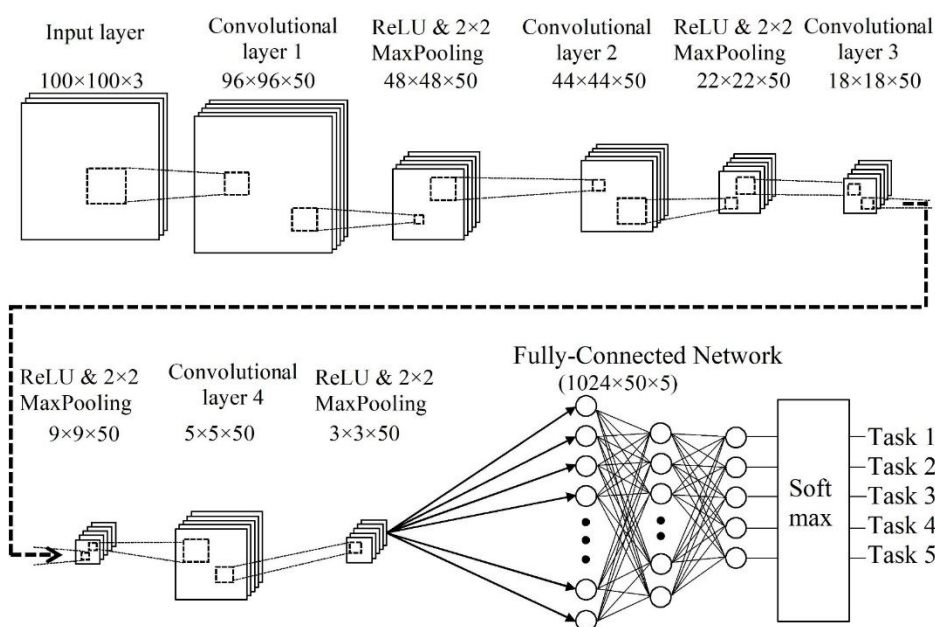 Input layer
100×100×3
Convolutional
layer 1
96×96×50
ReLU & 2×2
MaxPooling
48×48×50
Convolutional
layer 2
44×44×50
ReLU & 2×2
MaxPooling
22×22×50
Convolutional
layer 3
18×18×50
ReLU & 2×2
MaxPooling
9×9×50
Convolutional
layer 4
5×5×50
ReLU & 2×2
MaxPooling
3×3×50
Fully-Connected Network
(1024×50×5)
Soft
max
Task 1
Task 2
Task 3
Task 4
Task 5